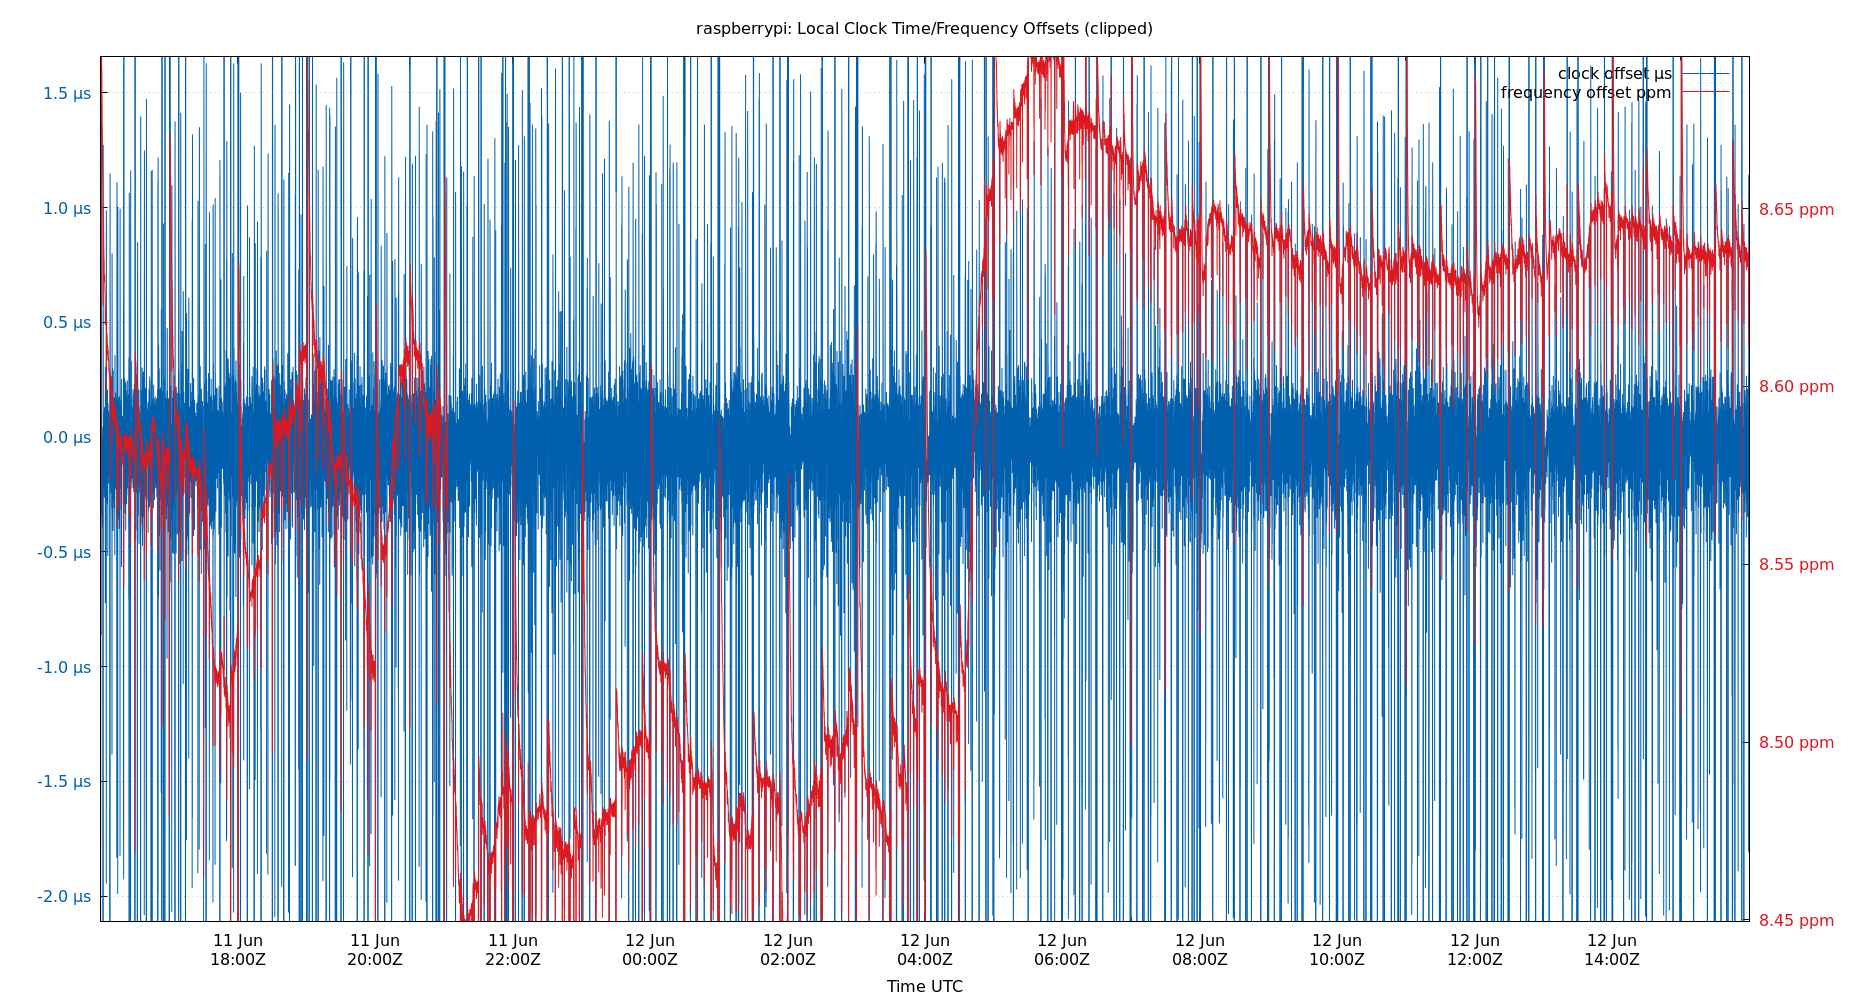 raspberrypi: Local Clock Time/Frequency Offsets (clipped)
clock offset µs
frequency offset ppm
1.5 µs
1.0 µs
0.5 µs
0.0 µs
-0.5 µs
-1.0 µs
-1.5 µs
-2.0 µs
8.65 ppm
8.60 ppm
8.55 ppm
8.50 ppm
8.45 ppm
11 Jun
18:00Z
11 Jun
20:00Z
11 Jun
22:00Z
12 Jun
00:00Z
12 Jun
02:00Z
12 Jun
04:00Z
12 Jun
06:00Z
12 Jun
08:00Z
12 Jun
10:00Z
12 Jun
12:00Z
12 Jun
14:00Z
Time UTC